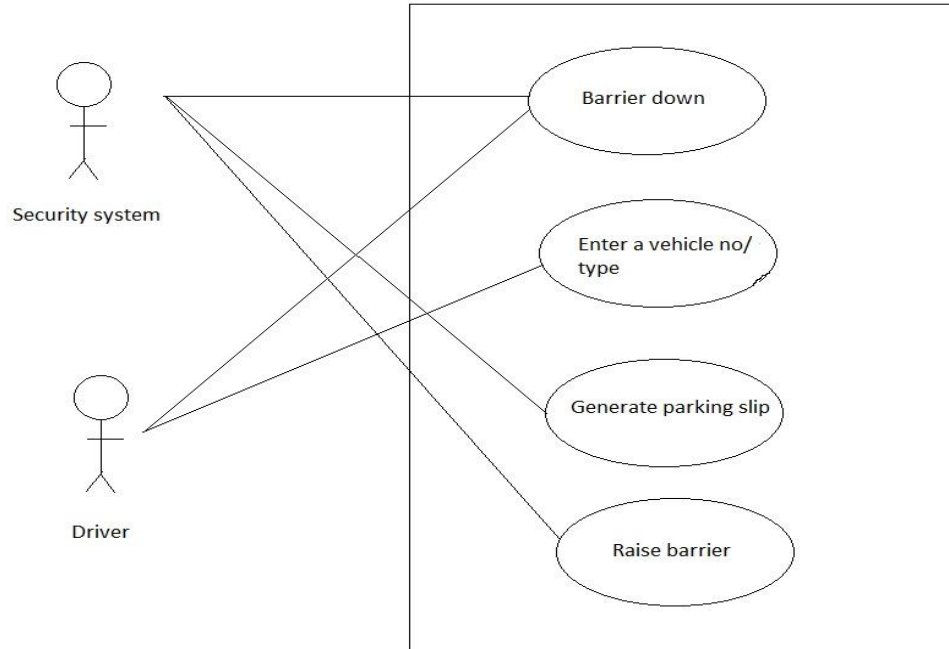 Security system
Driver
Barrier down
Enter a vehicle no/
type
Generate parking slip
Raise barrier